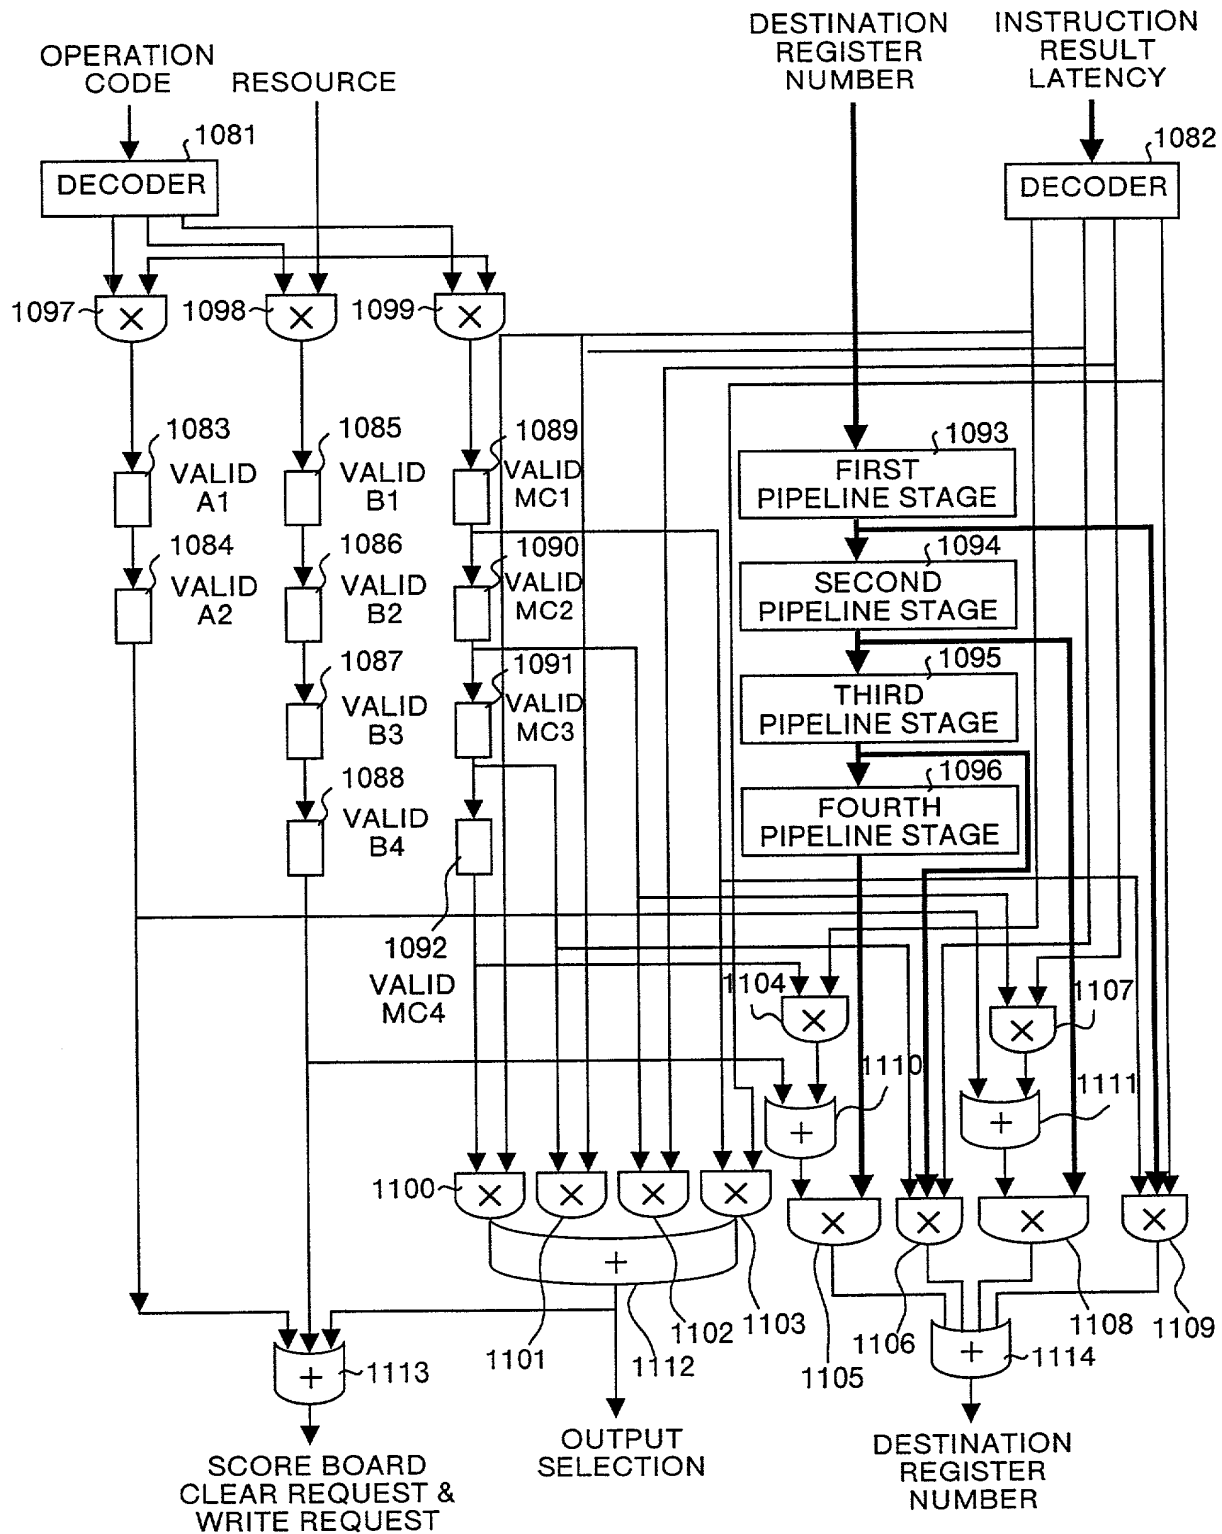 OPERATION
CODE
RESOURCE
DESTINATION
REGISTER
NUMBER
INSTRUCTION
RESULT
LATENCY
1081
DECODER
1082
DECODER
1097
×
1098
×
1099
×
1083
VALID
A1
1085
VALID
B1
1089
VALID
MC1
1093
FIRST
PIPELINE STAGE
1084
VALID
A2
1086
VALID
B2
1090
VALID
MC2
1094
SECOND
PIPELINE STAGE
1087
VALID
B3
1091
VALID
MC3
1095
THIRD
PIPELINE STAGE
1088
VALID
B4
1096
FOURTH
PIPELINE STAGE
1092
VALID
MC4
1104
×
1107
×
1110
+
1111
+
1100
×
×
×
×
×
×
×
×
+
1101
1102
1103
1112
1105
1106
1108
1109
+
1113
+
1114
SCORE BOARD
CLEAR REQUEST &
WRITE REQUEST
OUTPUT
SELECTION
DESTINATION
REGISTER
NUMBER